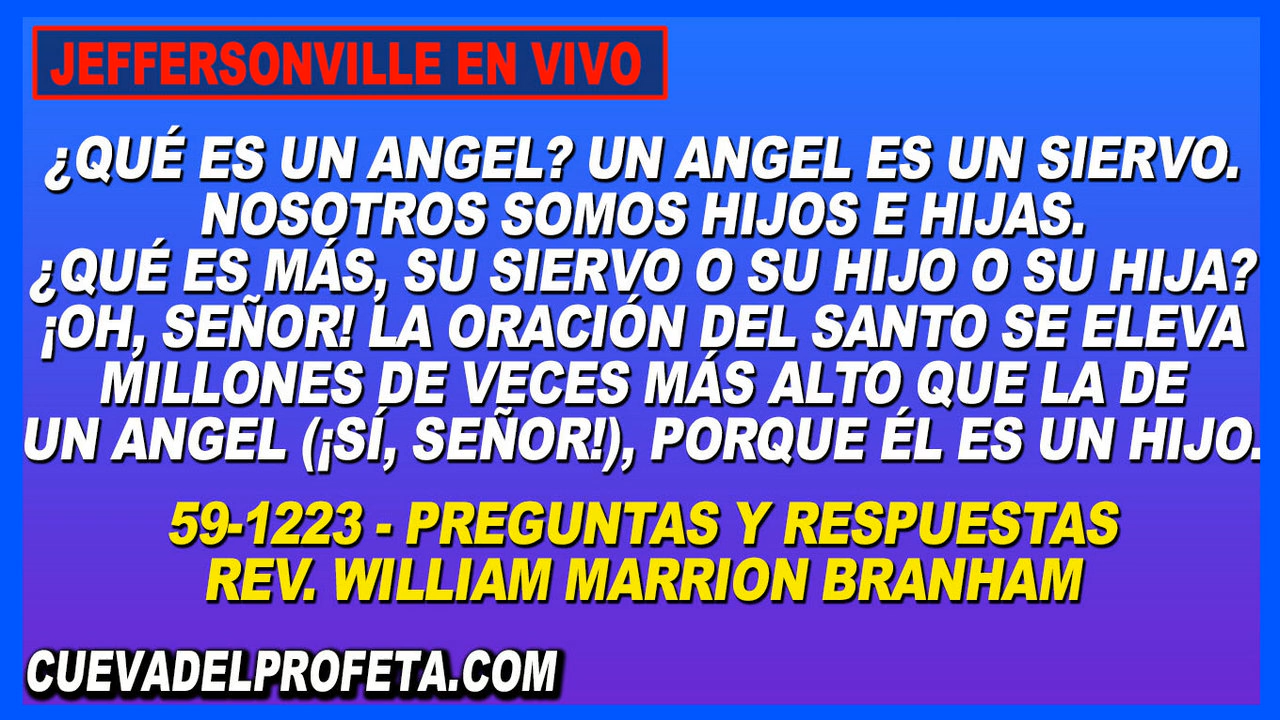 JEFFERSONVILLE EN VIVO
¿QUÉ ES UN ANGEL? UN ANGEL ES UN SIERVO.
NOSOTROS SOMOS HIJOS E HIJAS.
¿QUÉ ES MÁS, SU SIERVO O SU HIJO O SU HIJA?
¡OH, SEÑOR! LA ORACIÓN DEL SANTO SE ELEVA
MILLONES DE VECES MÁS ALTO QUE LA DE
UN ANGEL (¡SÍ, SEÑOR!), PORQUE ÉL ES UN HIJO.
59-1223 - PREGUNTAS Y RESPUESTAS
REV. WILLIAM MARRION BRANHAM
CUEVADELPROFETA.COM